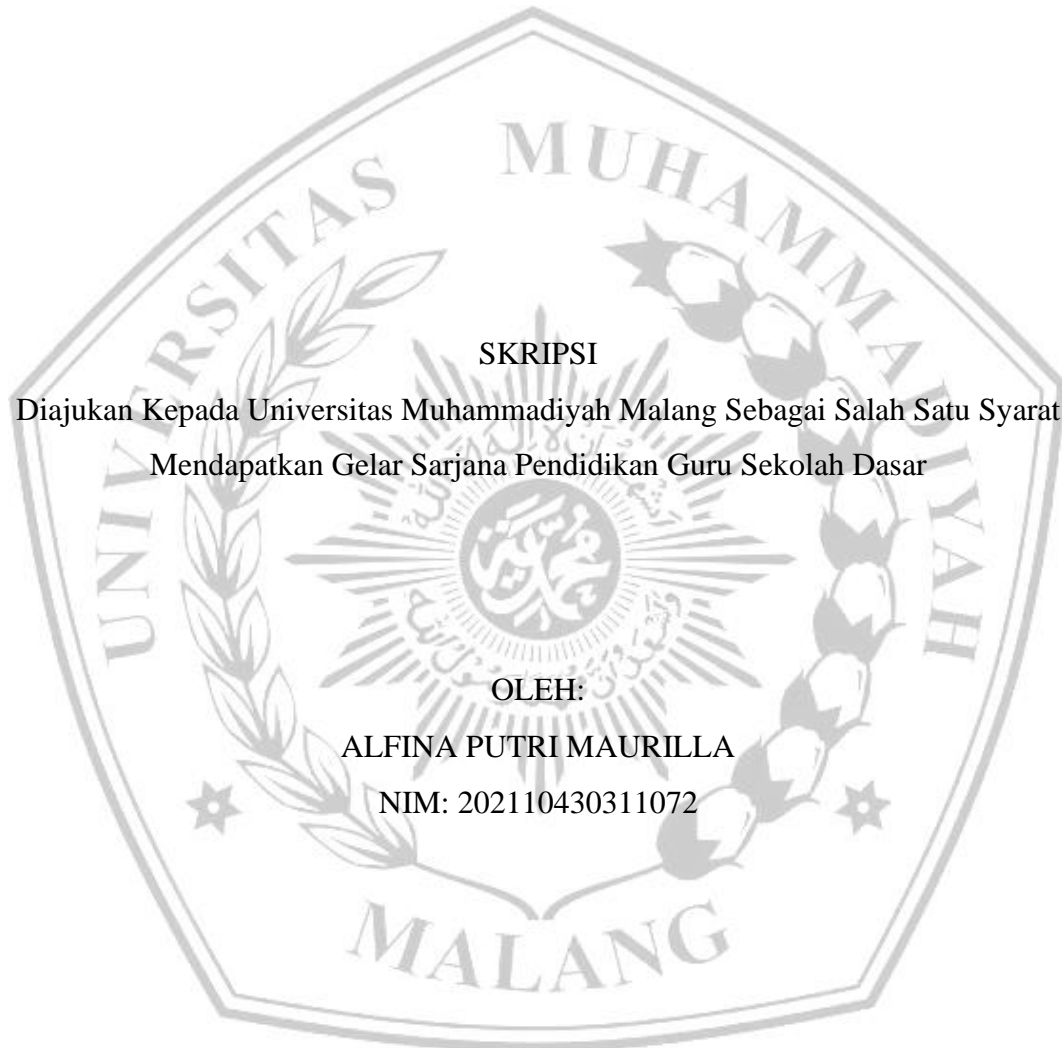 UNIVERSITAS MUHAMMADIYAH
SKRIPSI
Diajukan Kepada Universitas Muhammadiyah Malang Sebagai Salah Satu Syarat
Mendapatkan Gelar Sarjana Pendidikan Guru Sekolah Dasar
OLEH:
ALFINA PUTRI MAURILLA
NIM: 202110430311072
MALANG